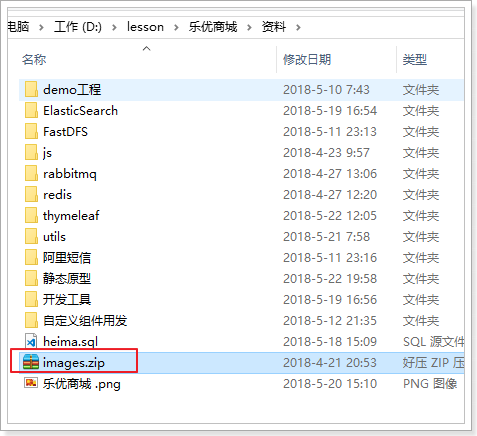 电脑 > 工作 (D:) > lesson > 乐优商城 > 资料 >
名称 修改日期 类型
demo工程 2018-5-10 7:43 文件夹
ElasticSearch 2018-5-19 16:54 文件夹
FastDFS 2018-5-11 23:13 文件夹
js 2018-4-23 9:57 文件夹
rabbitmq 2018-4-27 13:06 文件夹
redis 2018-4-27 12:20 文件夹
thymeleaf 2018-5-22 12:05 文件夹
utils 2018-5-21 7:58 文件夹
阿里短信 2018-5-11 23:16 文件夹
静态原型 2018-5-22 19:58 文件夹
开发工具 2018-5-19 16:56 文件夹
自定义组件用发 2018-5-12 21:35 文件夹
heima.sql 2018-5-18 15:09 SQL 源文件
images.zip 2018-4-21 20:53 好压 ZIP 压
乐优商城 .png 2018-5-20 15:10 PNG 图像